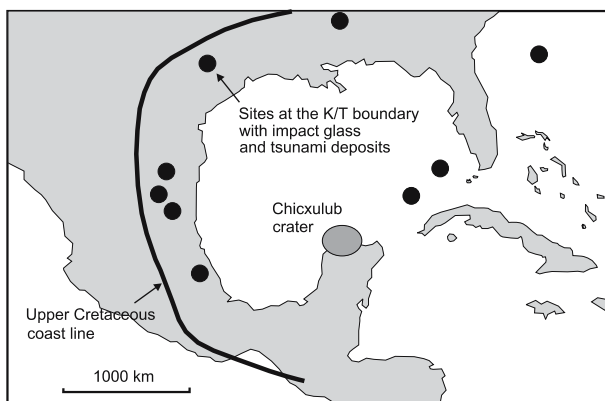 Sites at the K/T boundary
with impact glass
and tsunami deposits
Chicxulub
crater
Upper Cretaceous
coast line
1000 km